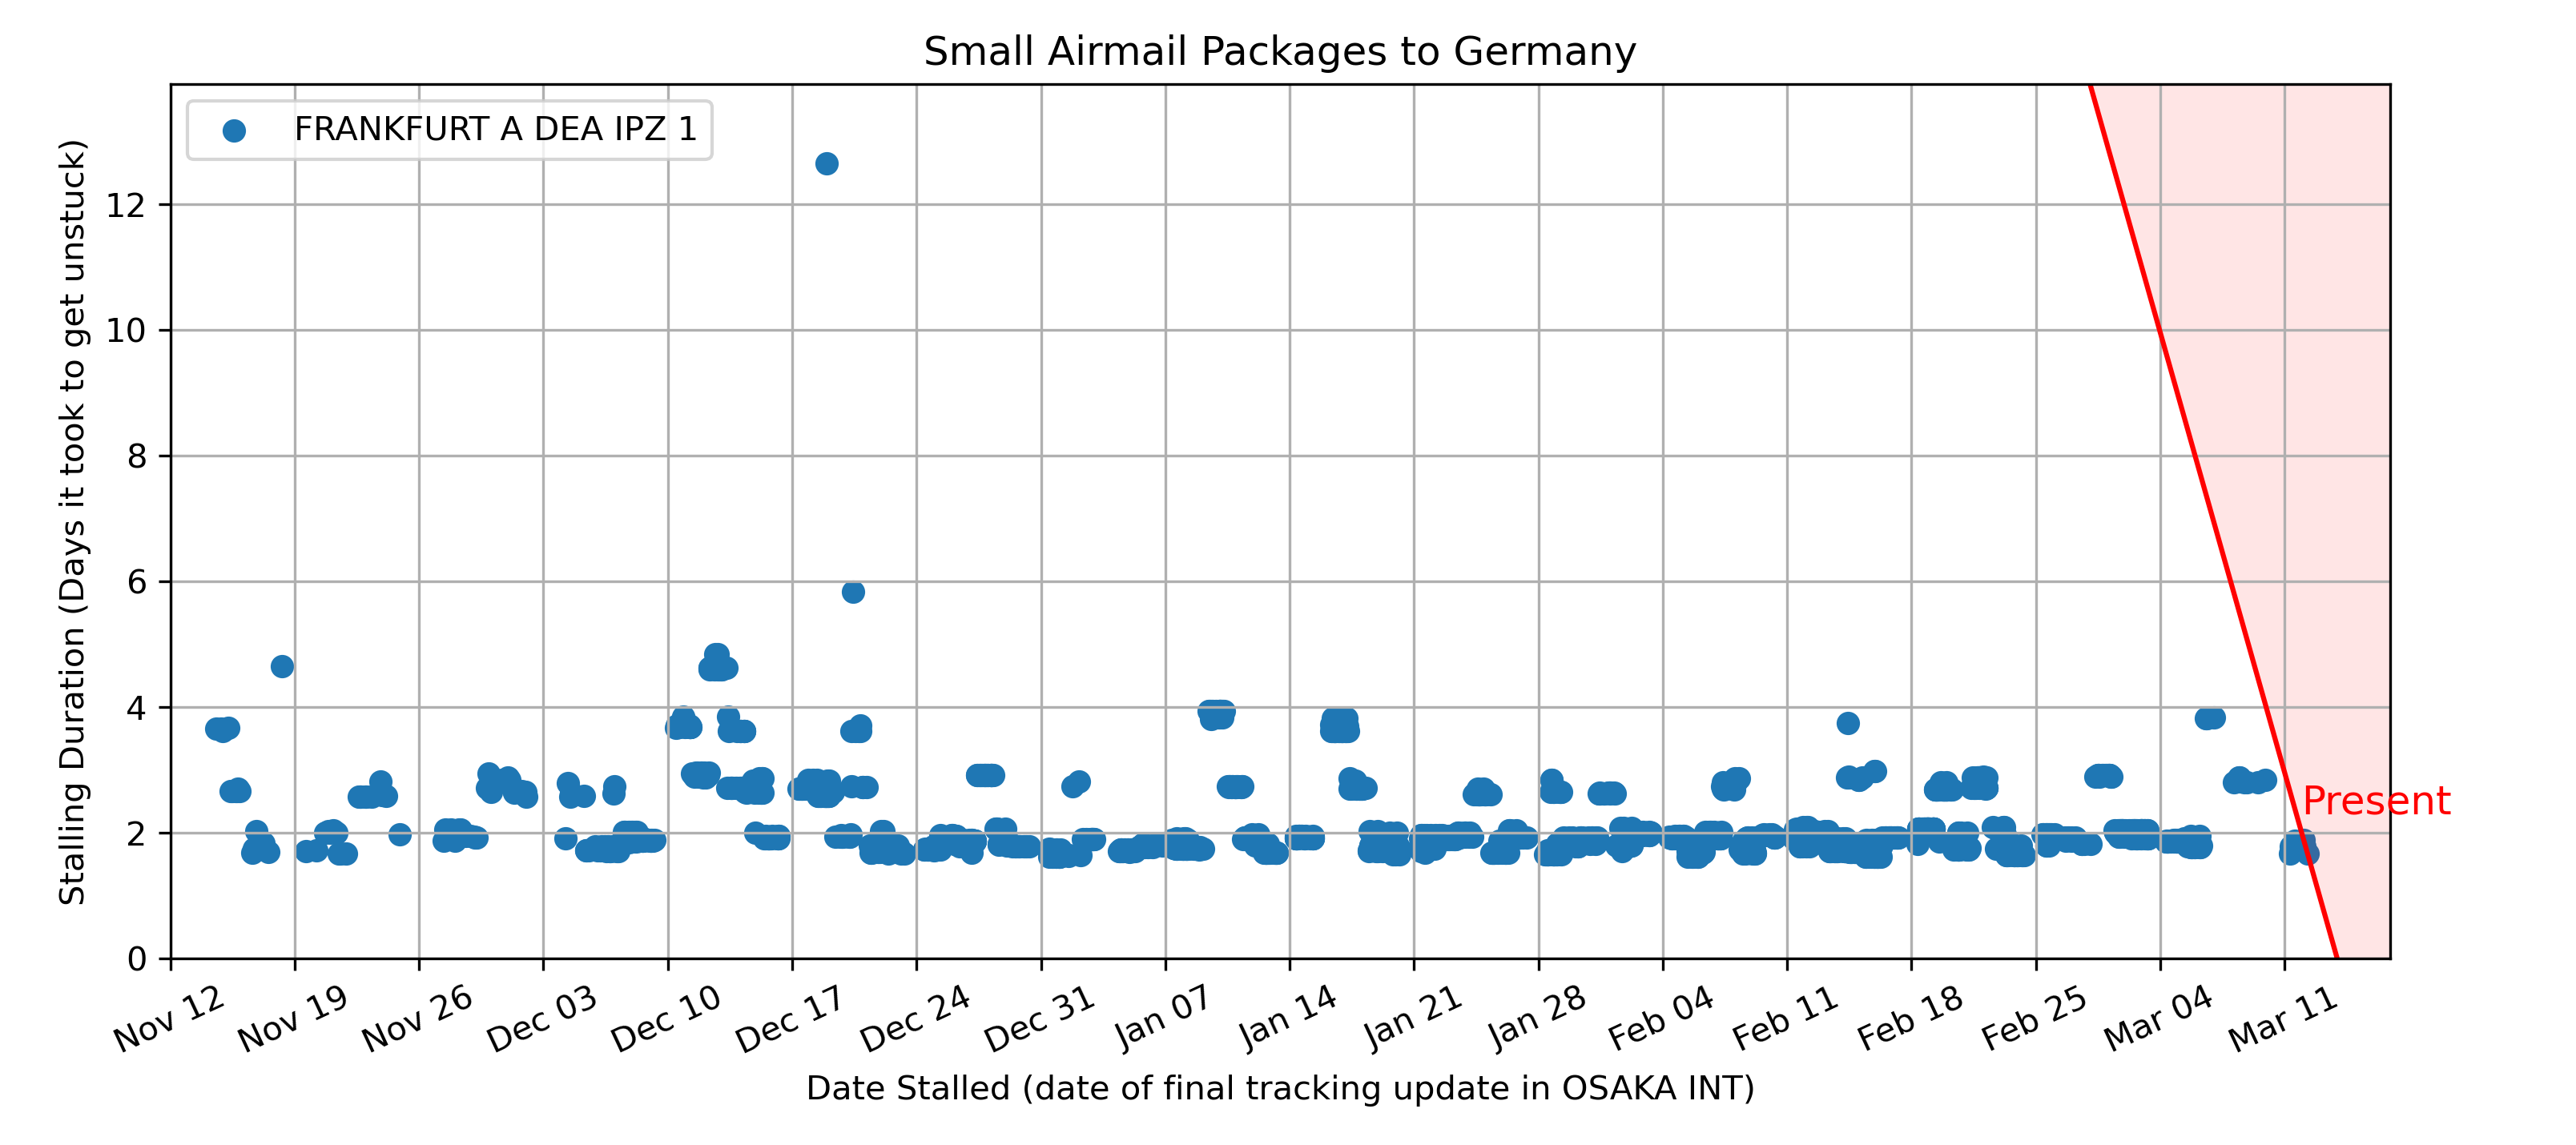 Small Airmail Packages to Germany
FRANKFURT A DEA IPZ 1
Stalling Duration (Days it took to get unstuck)
12
10
8
6
4
2
0
Present
Nov 12
Nov 19
Nov 26
Dec 03
Dec 10
Dec 17
Dec 24
Dec 31
Jan 07
Jan 14
Jan 21
Jan 28
Feb 04
Feb 11
Feb 18
Feb 25
Mar 04
Mar 11
Date Stalled (date of final tracking update in OSAKA INT)